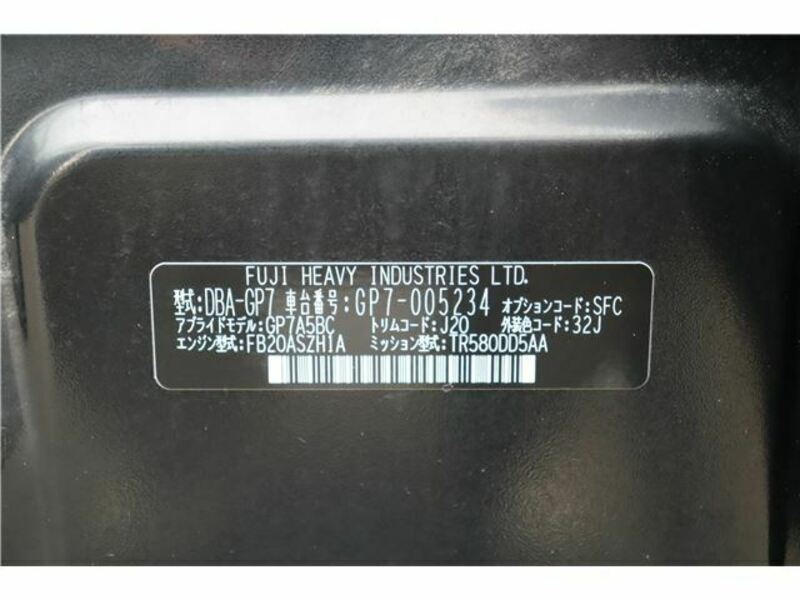 FUJI HEAVY INDUSTRIES LTD.
型式:DBA-GP7 車台番号:GP7-005234 オプションコード:SFC
アプライドモデル:GP7A5BC トリムコード:J20 外装色コード:32J
エンジン型式:FB20ASZH1A ミッション型式:TR580DD5AA